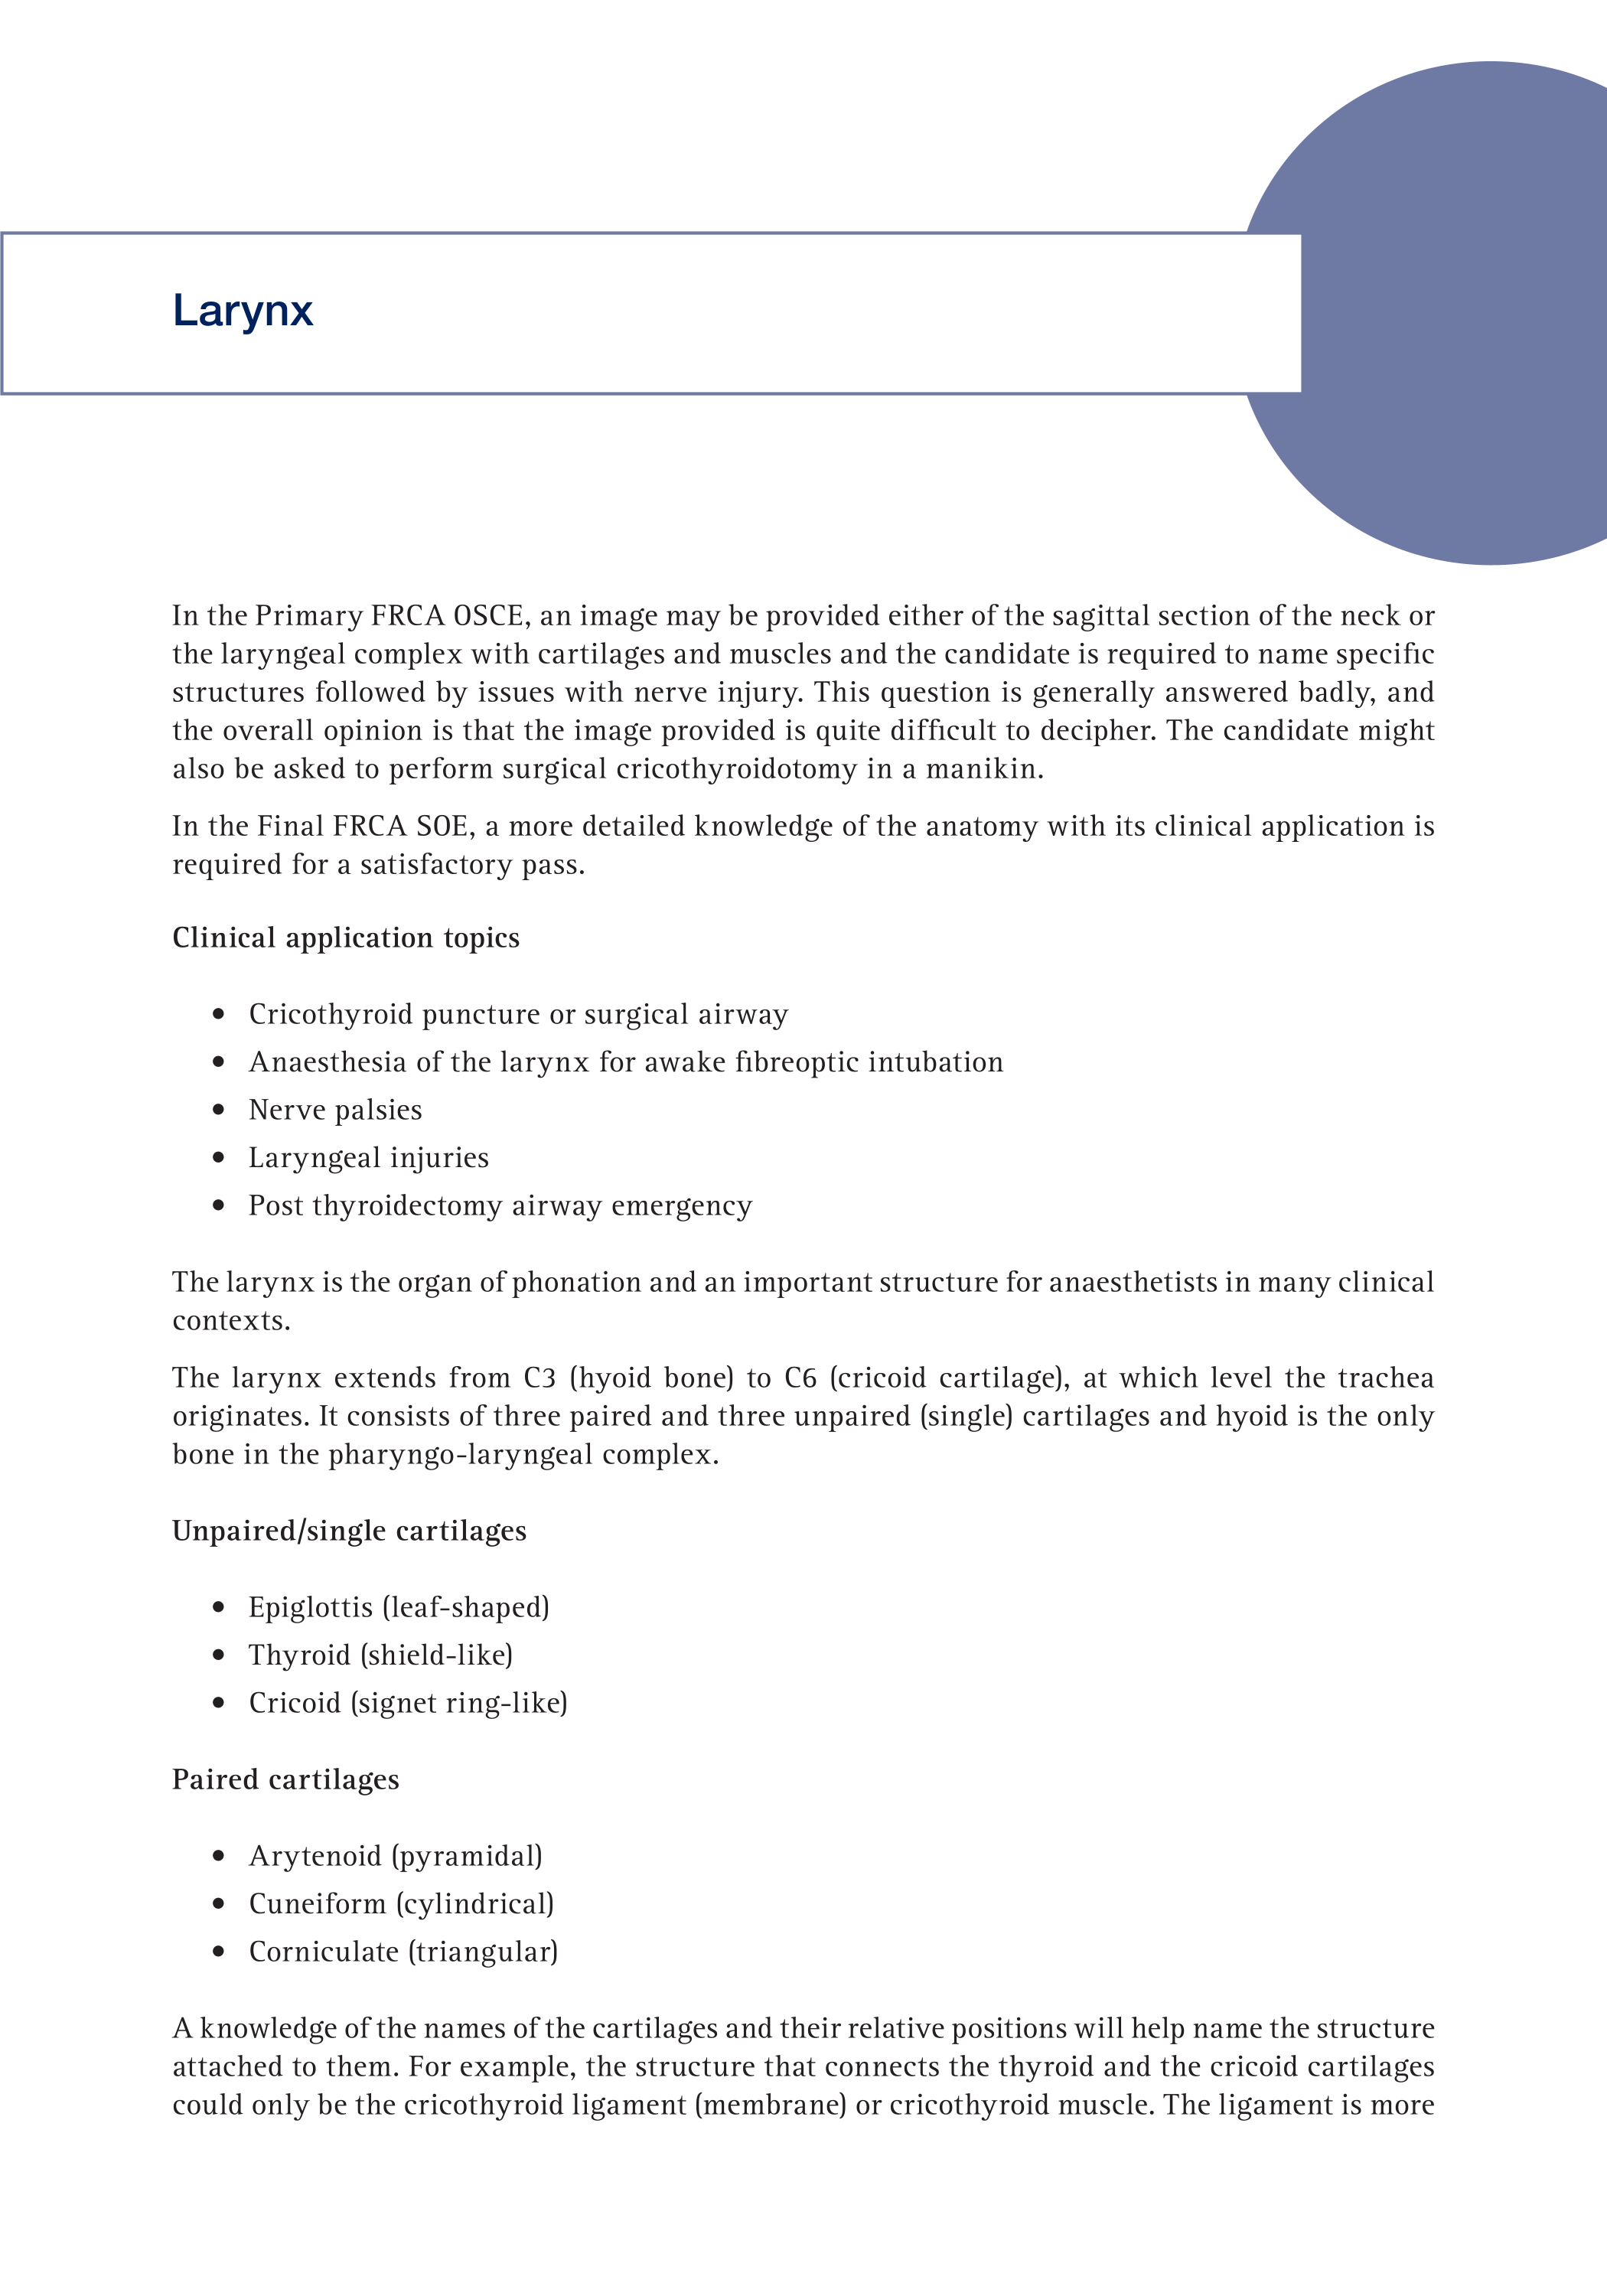 Larynx
In the Primary FRCA OSCE, an image may be provided either of the sagittal section of the neck or
the laryngeal complex with cartilages and muscles and the candidate is required to name specific
structures followed by issues with nerve injury. This question is generally answered badly, and
the overall opinion is that the image provided is quite difficult to decipher. The candidate might
also be asked to perform surgical cricothyroidotomy in a manikin.
In the Final FRCA SOE, a more detailed knowledge of the anatomy with its clinical application is
required for a satisfactory pass.
Clinical application topics
• Cricothyroid puncture or surgical airway
• Anaesthesia of the larynx for awake fibreoptic intubation
• Nerve palsies
• Laryngeal injuries
• Post thyroidectomy airway emergency
The larynx is the organ of phonation and an important structure for anaesthetists in many clinical
contexts.
The larynx extends from C3 (hyoid bone) to C6 (cricoid cartilage), at which level the trachea
originates. It consists of three paired and three unpaired (single) cartilages and hyoid is the only
bone in the pharyngo-laryngeal complex.
Unpaired/single cartilages
• Epiglottis (leaf-shaped)
• Thyroid (shield-like)
• Cricoid (signet ring-like)
Paired cartilages
• Arytenoid (pyramidal)
• Cuneiform (cylindrical)
• Corniculate (triangular)
A knowledge of the names of the cartilages and their relative positions will help name the structure
attached to them. For example, the structure that connects the thyroid and the cricoid cartilages
could only be the cricothyroid ligament (membrane) or cricothyroid muscle. The ligament is more